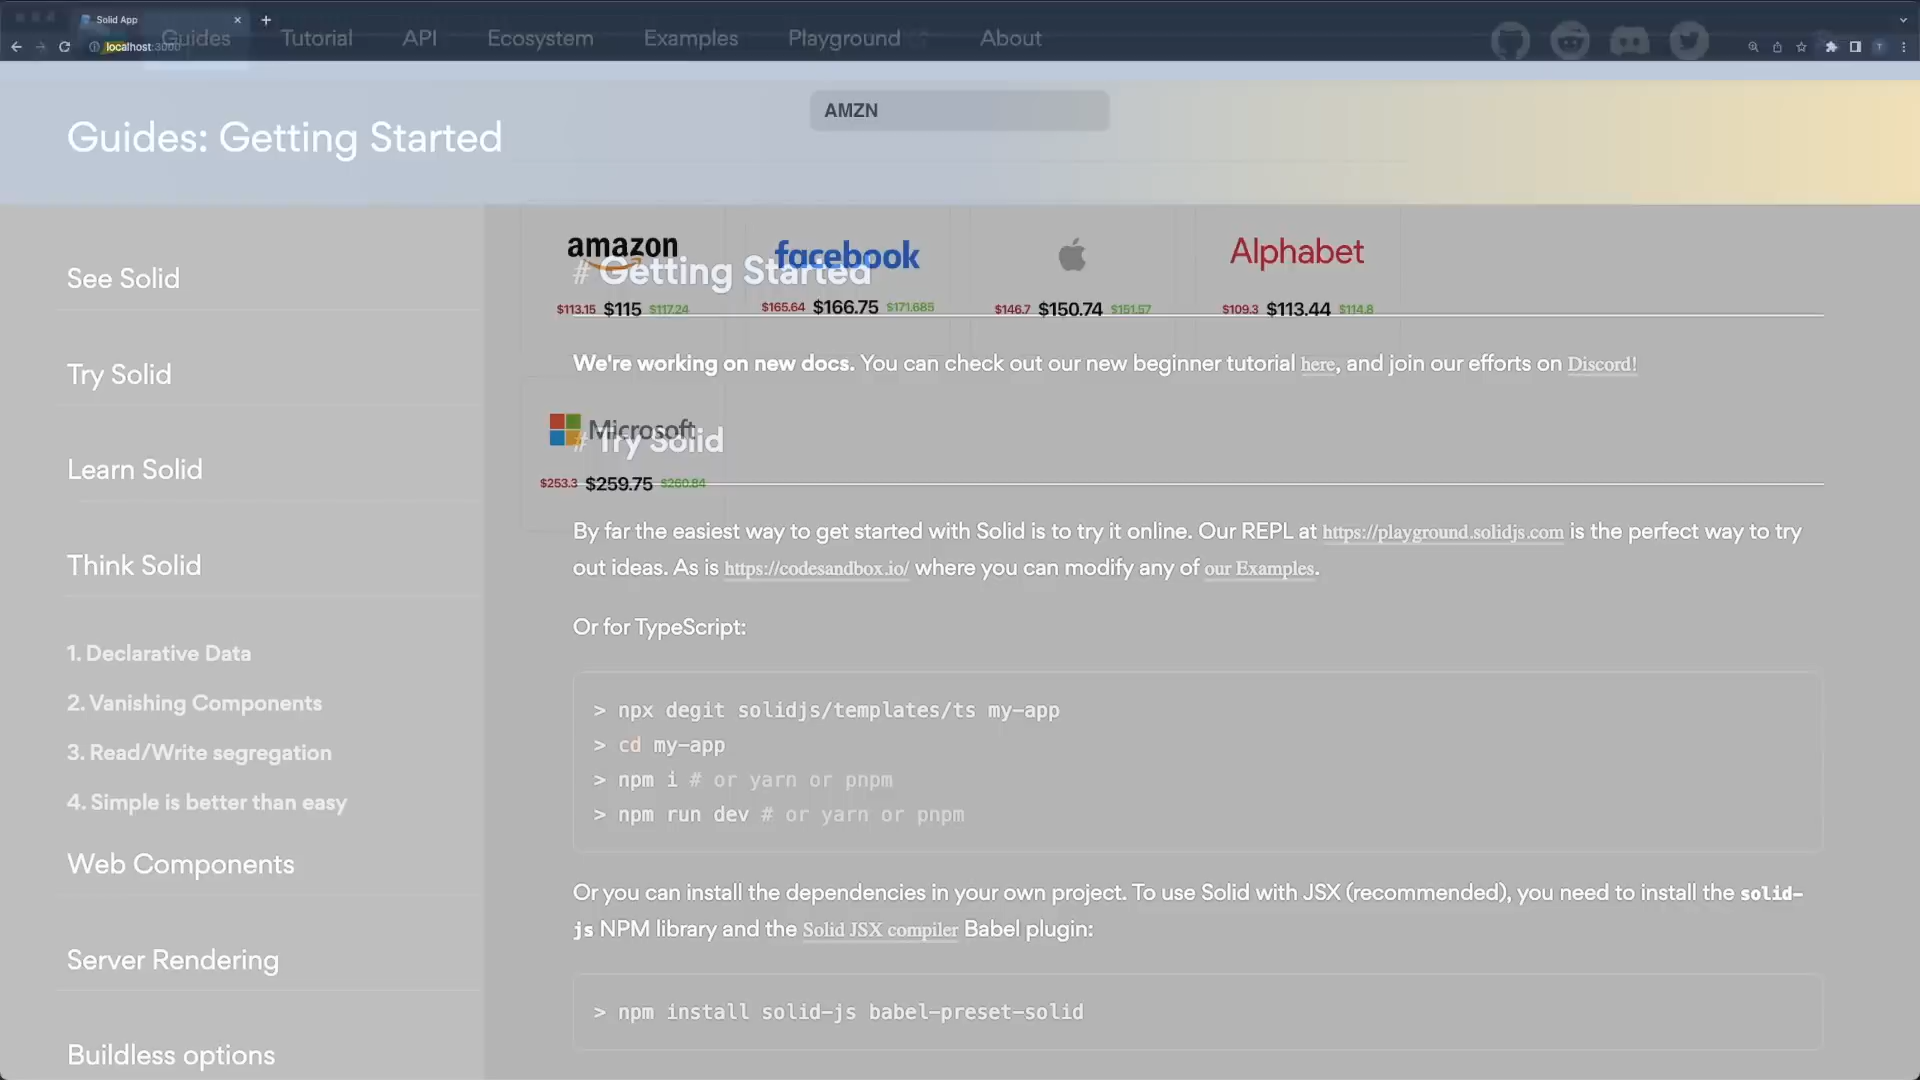 Solid App
localhost:3000
Guides
Tutorial
API
Ecosystem
Examples
Playground
About
T
AMZN
Guides: Getting Started
See Solid
Try Solid
Learn Solid
Think Solid
1. Declarative Data
2. Vanishing Components
3. Read/Write segregation
4. Simple is better than easy
Web Components
Server Rendering
Buildless options
amazon
facebook
Alphabet
# Getting Started
$113.15 $115 $117.24
$165.64 $166.75 $171.685
$146.7 $150.74 $151.57
$109.3 $113.44 $114.8
We're working on new docs. You can check out our new beginner tutorial here, and join our efforts on Discord!
Microsoft
# Try Solid
$253.3 $259.75 $260.84
By far the easiest way to get started with Solid is to try it online. Our REPL at https://playground.solidjs.com is the perfect way to try
out ideas. As is https://codesandbox.io/ where you can modify any of our Examples.
Or for TypeScript:
> npx degit solidjs/templates/ts my-app
> cd my-app
> npm i # or yarn or pnpm
> npm run dev # or yarn or pnpm
Or you can install the dependencies in your own project. To use Solid with JSX (recommended), you need to install the solid-
js NPM library and the Solid JSX compiler Babel plugin:
> npm install solid-js babel-preset-solid